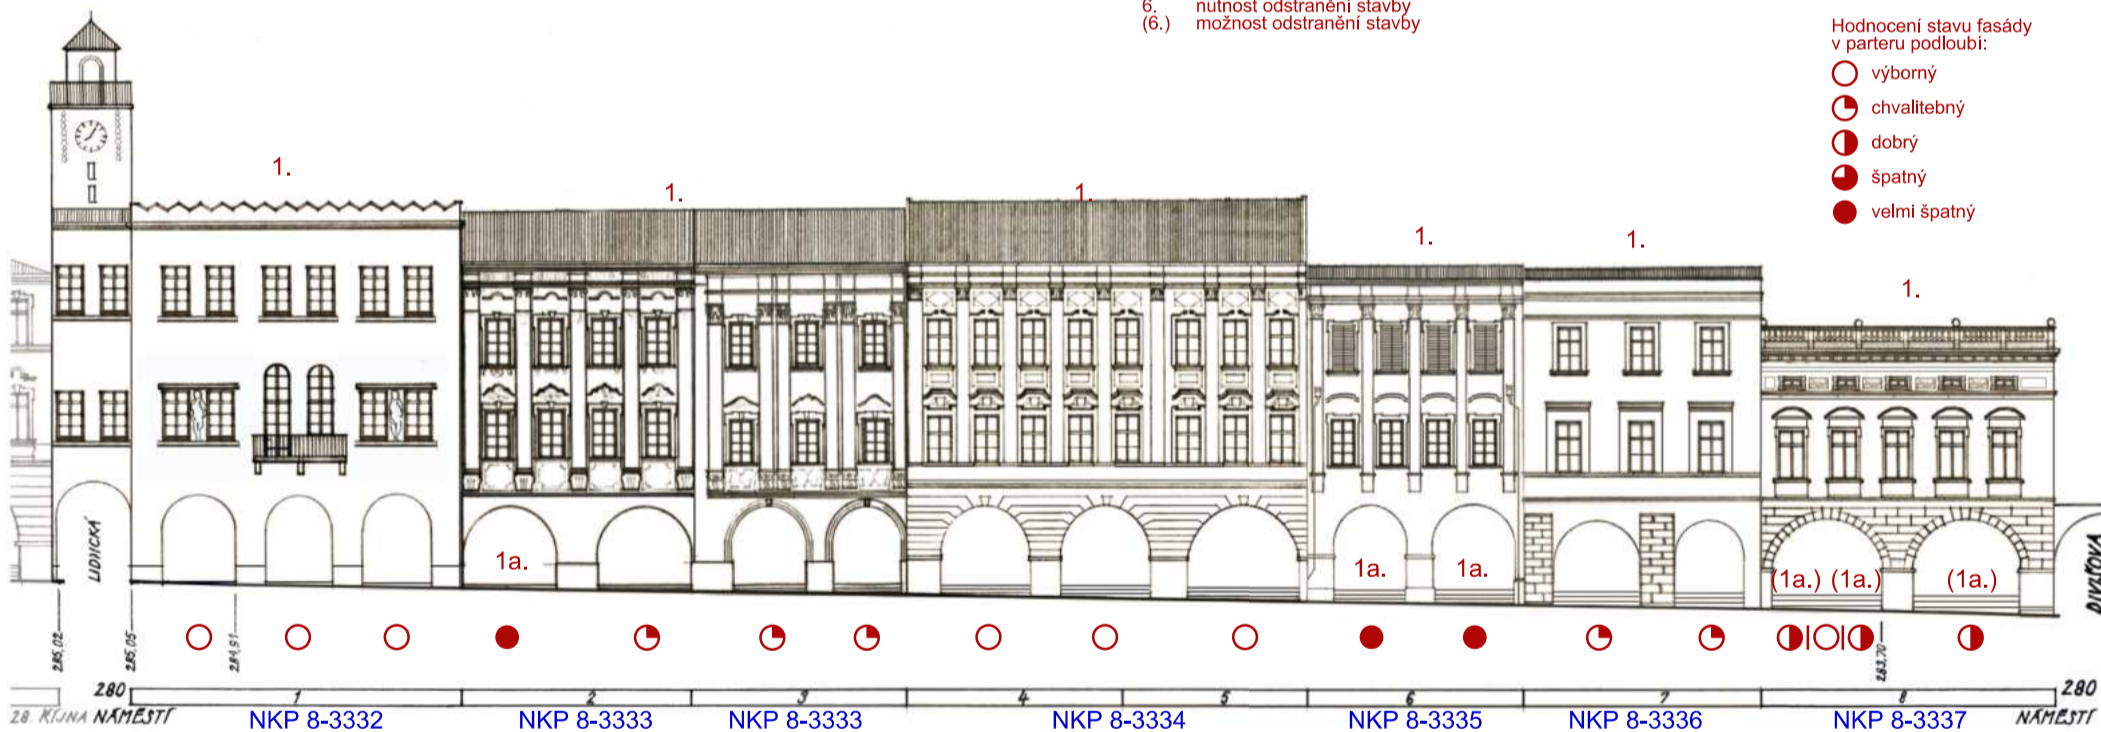 6. nutnost odstranění stavby
(6.) možnost odstranění stavby
Hodnocení stavu fasády
v parteru podloubí:
výborný
chvalitebný
dobrý
špatný
velmi špatný
1.
1.
1.
1.
1.
1.
LIDICKÁ
1a.
1a.
1a.
(1a.) (1a.)
(1a.)
DIVIŠOVA
285,02
285,05
284,91
283,70
280
1 2 3 4 5 6 7 8
280
28. ŘÍJNA NÁMĚSTÍ
NKP 8-3332
NKP 8-3333
NKP 8-3333
NKP 8-3334
NKP 8-3335
NKP 8-3336
NKP 8-3337
NÁMĚSTÍ